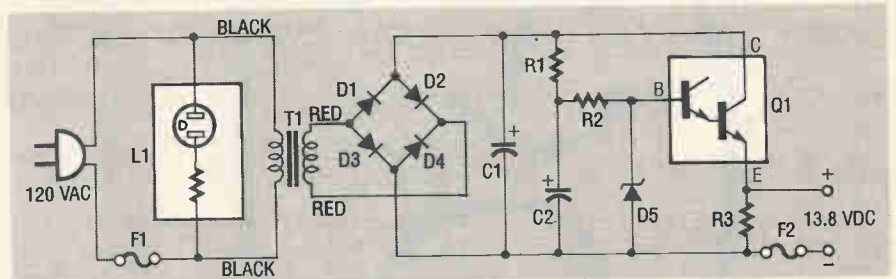 BLACK
C
R1
D1
D2
B
Q1
T1
RED
R2
L1
+
C1
D3
D4
+
E
+
120 VAC
C2
D5
R3
13.8 VDC
RED
F1
F2
BLACK
-